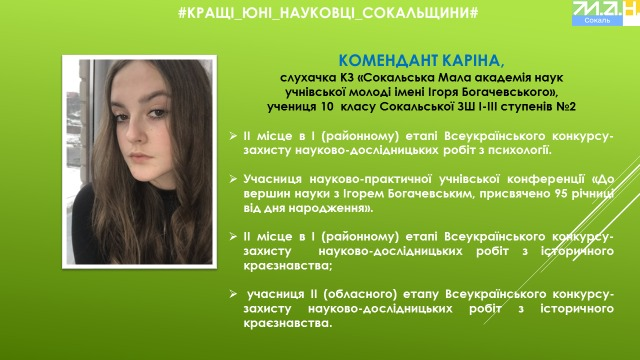 #КРАЩІ_ЮНІ_НАУКОВЦІ_СОКАЛЬЩИНИ#
М.А.Н.
Сокаль
КОМЕНДАНТ КАРІНА,
слухачка КЗ «Сокальська Мала академія наук
учнівської молоді імені Ігоря Богачевського»,
учениця 10 класу Сокальської ЗШ І-ІІІ ступенів №2
➢ ІІ місце в І (районному) етапі Всеукраїнського конкурсу-
захисту науково-дослідницьких робіт з психології.
➢ Учасниця науково-практичної учнівської конференції «До
вершин науки з Ігорем Богачевським, присвячено 95 річниці
від дня народження».
➢ ІІ місце в І (районному) етапі Всеукраїнського конкурсу-
захисту науково-дослідницьких робіт з історичного
краєзнавства;
➢ учасниця ІІ (обласного) етапу Всеукраїнського конкурсу-
захисту науково-дослідницьких робіт з історичного
краєзнавства.